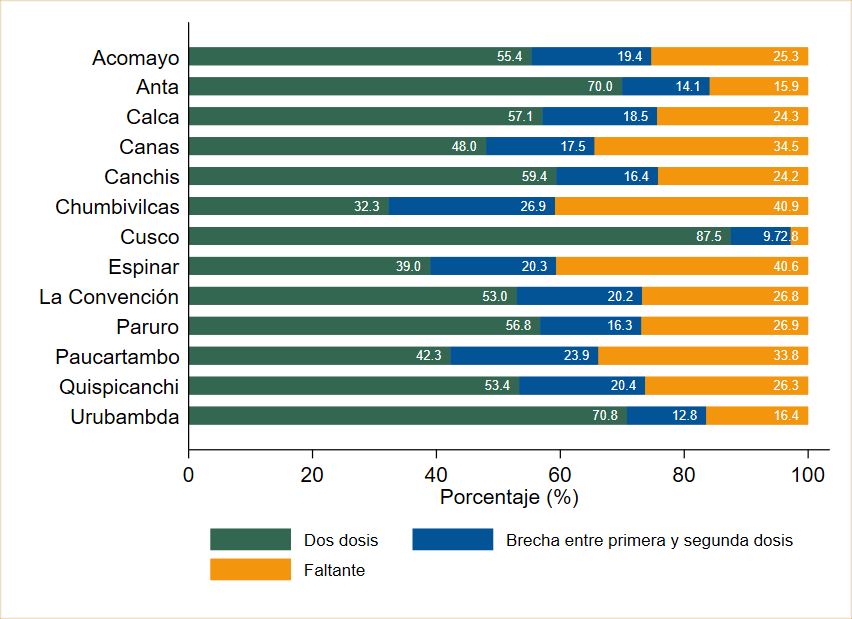 Acomayo 55.4 19.4 25.3
Anta 70.0 14.1 15.9
Calca 57.1 18.5 24.3
Canas 48.0 17.5 34.5
Canchis 59.4 16.4 24.2
Chumbivilcas 32.3 26.9 40.9
Cusco 87.5 9.7 2.8
Espinar 39.0 20.3 40.6
La Convención 53.0 20.2 26.8
Paruro 56.8 16.3 26.9
Paucartambo 42.3 23.9 33.8
Quispicanchi 53.4 20.4 26.3
Urubambda 70.8 12.8 16.4
0 20 40 60 80 100
Porcentaje (%)
Dos dosis Brecha entre primera y segunda dosis
Faltante